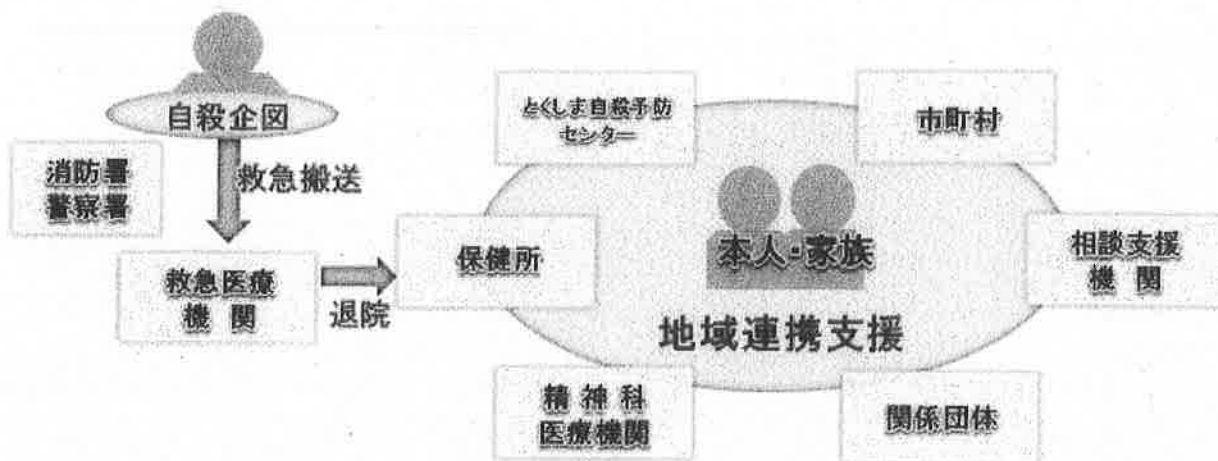 自殺企図
消防署
警察署
救急搬送
救急医療
機関
退院
とくしま自殺予防
センター
市町村
保健所
本人・家族
相談支援
機関
地域連携支援
精神科
医療機関
関係団体